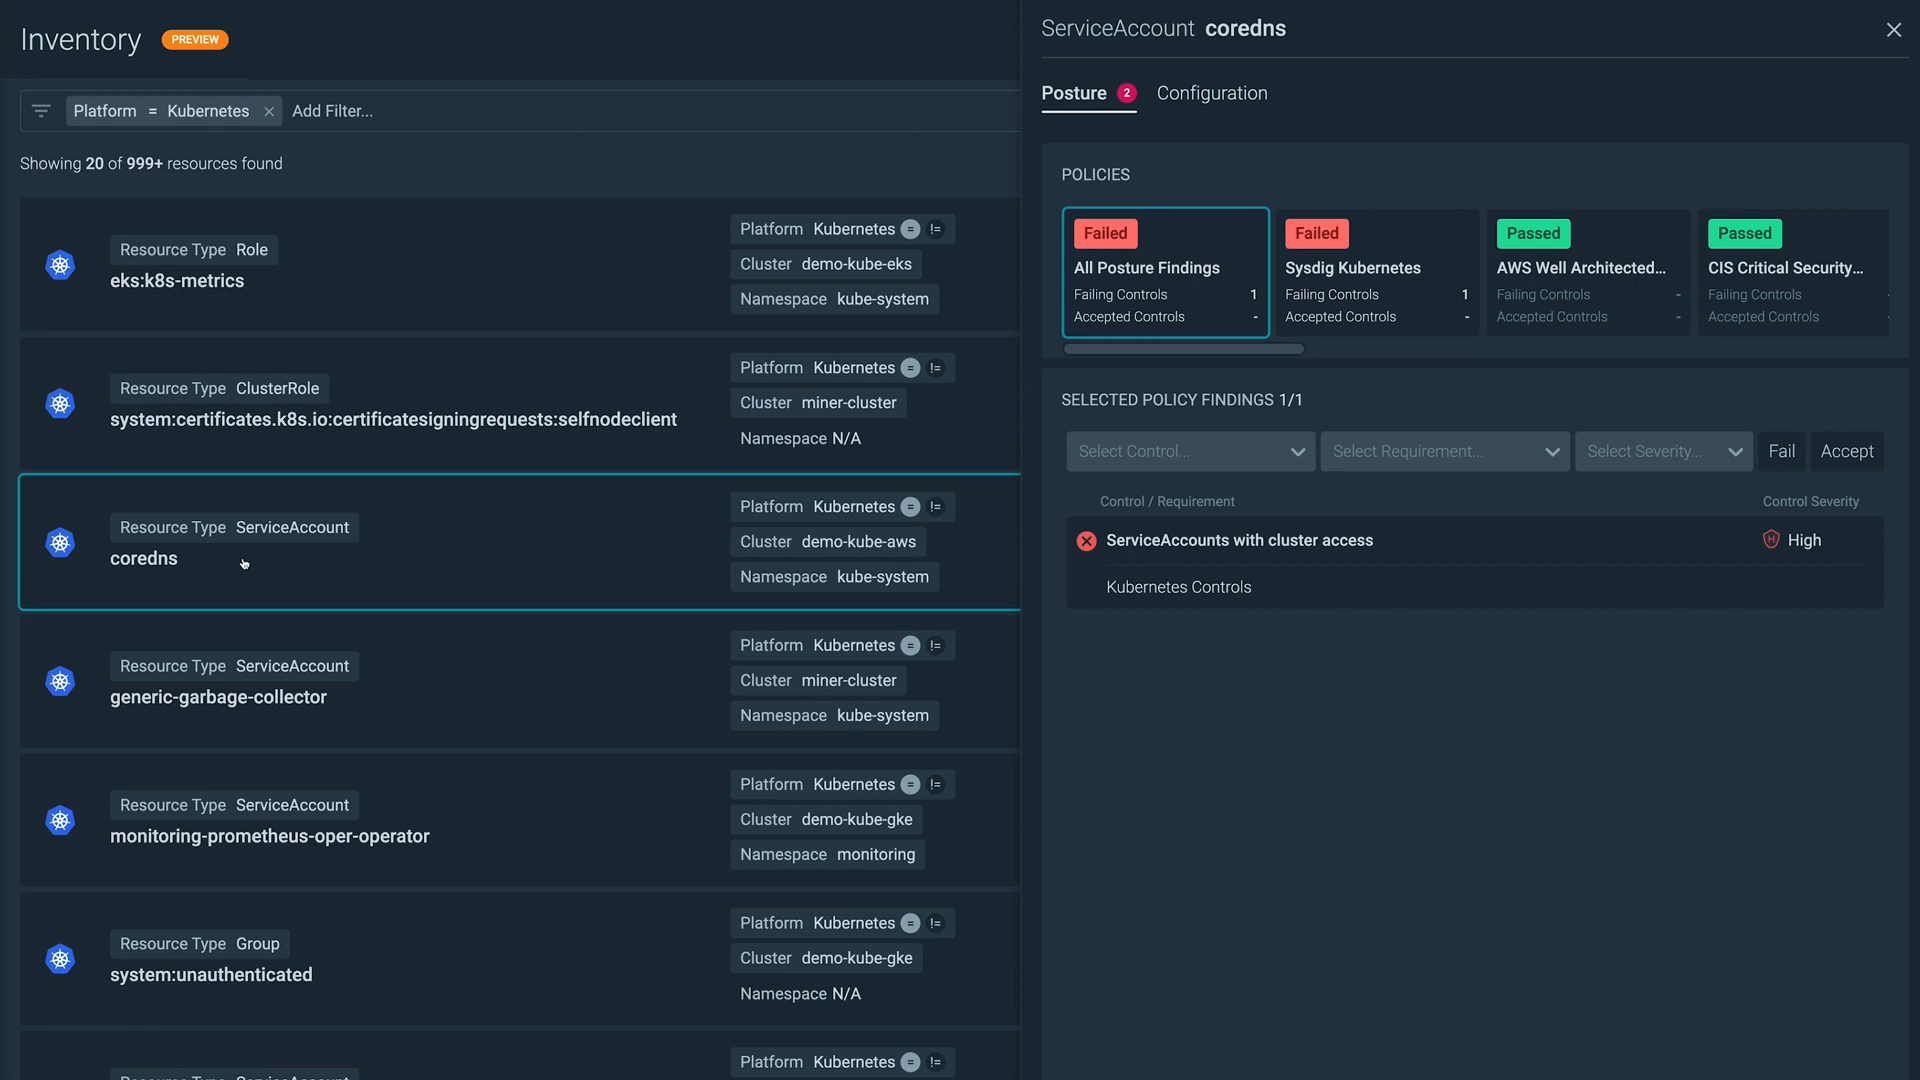 Inventory PREVIEW
Platform = Kubernetes × Add Filter...
Showing 20 of 999+ resources found
Resource Type Role
eks:k8s-metrics
Platform Kubernetes = !=
Cluster demo-kube-eks
Namespace kube-system
Resource Type ClusterRole
system:certificates.k8s.io:certificatesigningrequests:selfnodeclient
Platform Kubernetes = !=
Cluster miner-cluster
Namespace N/A
Resource Type ServiceAccount
coredns
Platform Kubernetes = !=
Cluster demo-kube-aws
Namespace kube-system
Resource Type ServiceAccount
generic-garbage-collector
Platform Kubernetes = !=
Cluster miner-cluster
Namespace kube-system
Resource Type ServiceAccount
monitoring-prometheus-oper-operator
Platform Kubernetes = !=
Cluster demo-kube-gke
Namespace monitoring
Resource Type Group
system:unauthenticated
Platform Kubernetes = !=
Cluster demo-kube-gke
Namespace N/A
Platform Kubernetes = !=
ServiceAccount coredns
Posture 2 Configuration
POLICIES
Failed
All Posture Findings
Failing Controls 1
Accepted Controls -
Failed
Sysdig Kubernetes
Failing Controls 1
Accepted Controls -
Passed
AWS Well Architected...
Failing Controls -
Accepted Controls -
Passed
CIS Critical Security...
Failing Controls -
Accepted Controls -
SELECTED POLICY FINDINGS 1/1
Select Control... Select Requirement... Select Severity... Fail Accept
Control / Requirement Control Severity
ServiceAccounts with cluster access H High
Kubernetes Controls